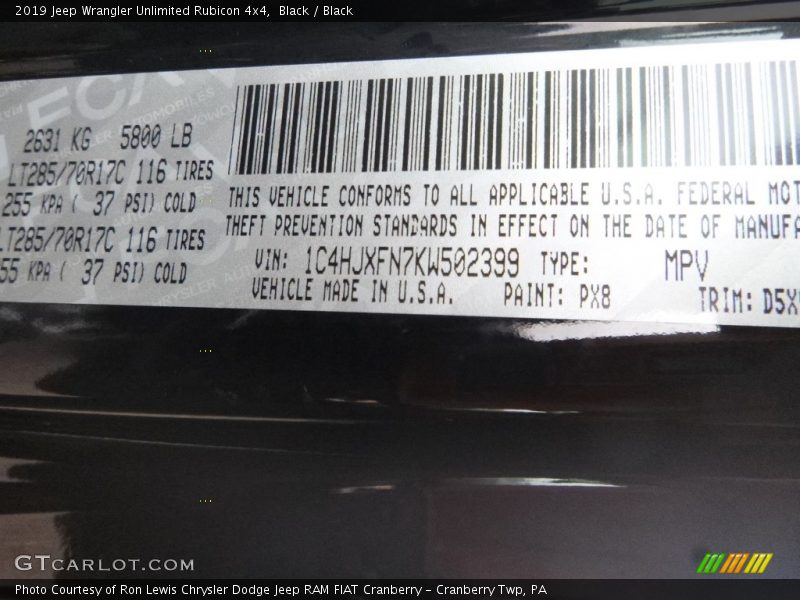 2019 Jeep Wrangler Unlimited Rubicon 4x4,  Black / Black
2631 KG   5800 LB
LT285/70R17C 116 TIRES
255 KPA ( 37 PSI) COLD
LT285/70R17C 116 TIRES
255 KPA ( 37 PSI) COLD
THIS VEHICLE CONFORMS TO ALL APPLICABLE U.S.A. FEDERAL MOT
THEFT PREVENTION STANDARDS IN EFFECT ON THE DATE OF MANUFA
VIN: 1C4HJXFN7KW502399 TYPE: MPV
VEHICLE MADE IN U.S.A. PAINT: PX8 TRIM: D5X
GTCARLOT.COM
Photo Courtesy of Ron Lewis Chrysler Dodge Jeep RAM FIAT Cranberry – Cranberry Twp, PA